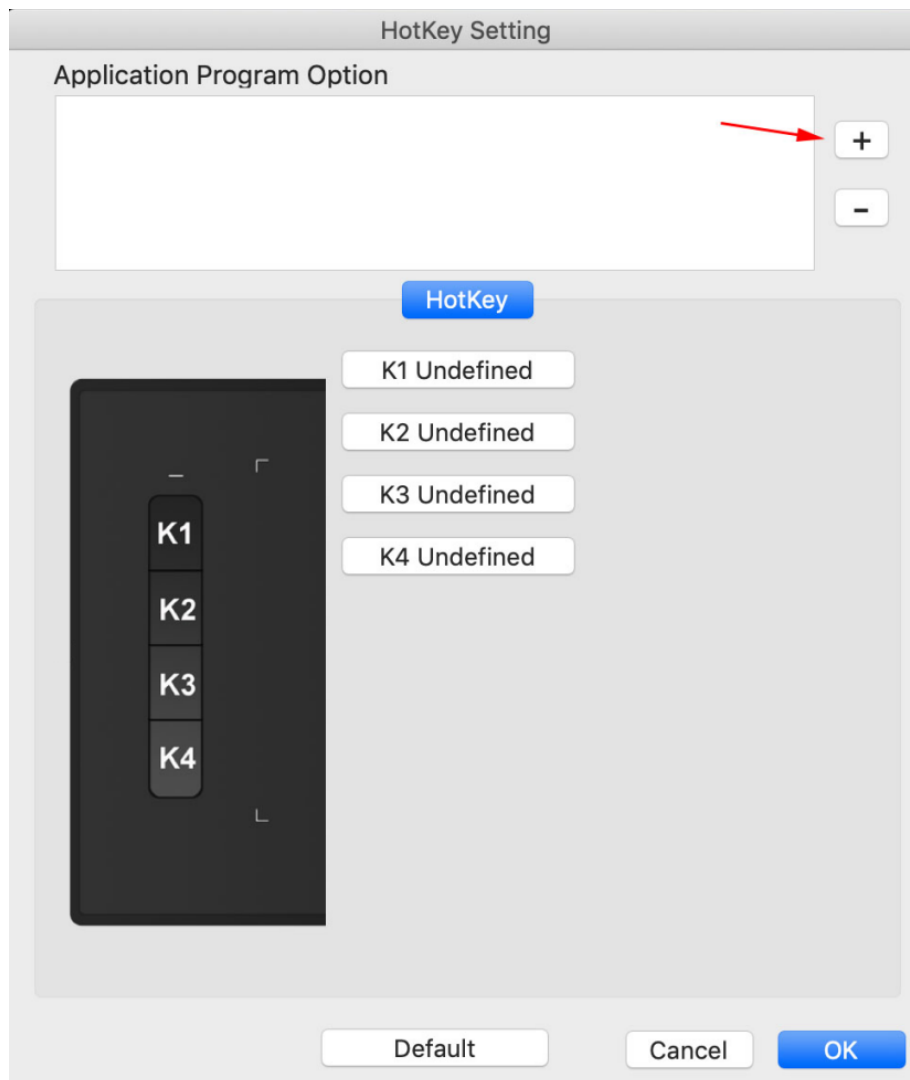 HotKey Setting
Application Program Option
+
-
HotKey
K1 Undefined
K2 Undefined
K3 Undefined
K4 Undefined
K1
K2
K3
K4
Default
Cancel
OK